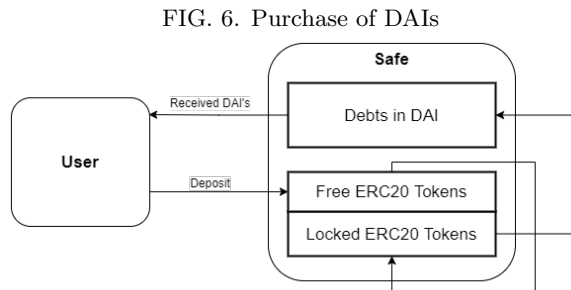 FIG. 6. Purchase of DAIs
Safe
Received DAI's
Debts in DAI
User
Deposit
Free ERC20 Tokens
Locked ERC20 Tokens